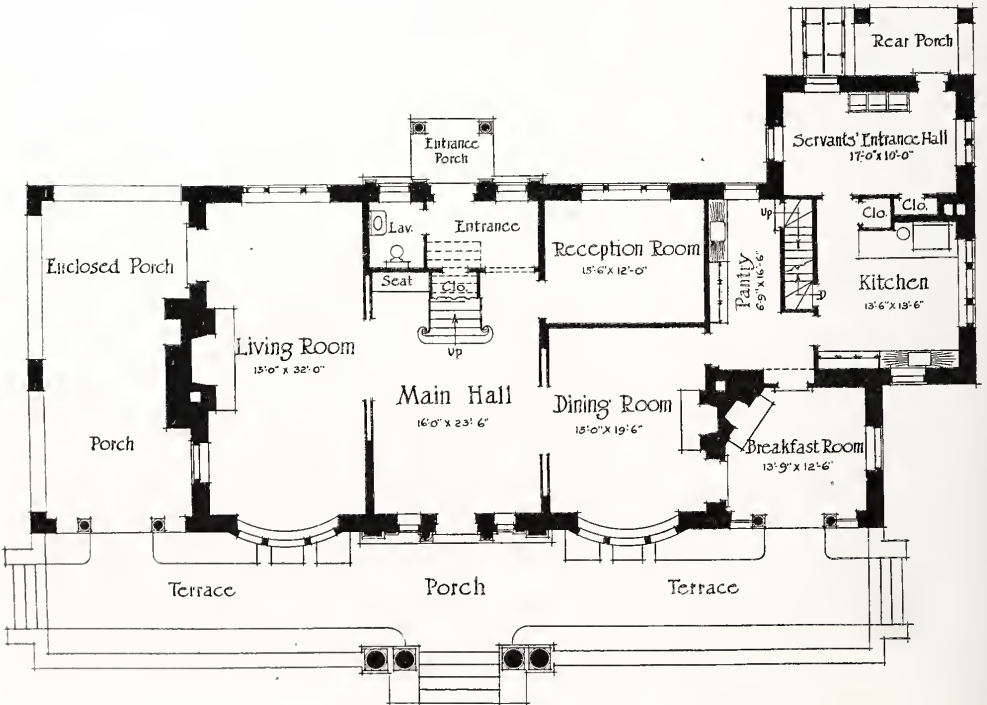 Rear Porch
Servants' Entrance Hall
17'-0" x 10'-0"
Entrance
Porch
Up
Clo.
Clo.
Lav.
Entrance
Enclosed Porch
Reception Room
15'-6" x 12'-0"
Pantry
6'-9" x 16'-6"
Seat
Clo.
D
Kitchen
13'-6" x 13'-6"
Up
Living Room
15'-0" x 32'-0"
Main Hall
16'-0" x 23'-6"
Dining Room
15'-0" x 19'-6"
Porch
Breakfast Room
13'-9" x 12'-6"
Terrace
Porch
Terrace